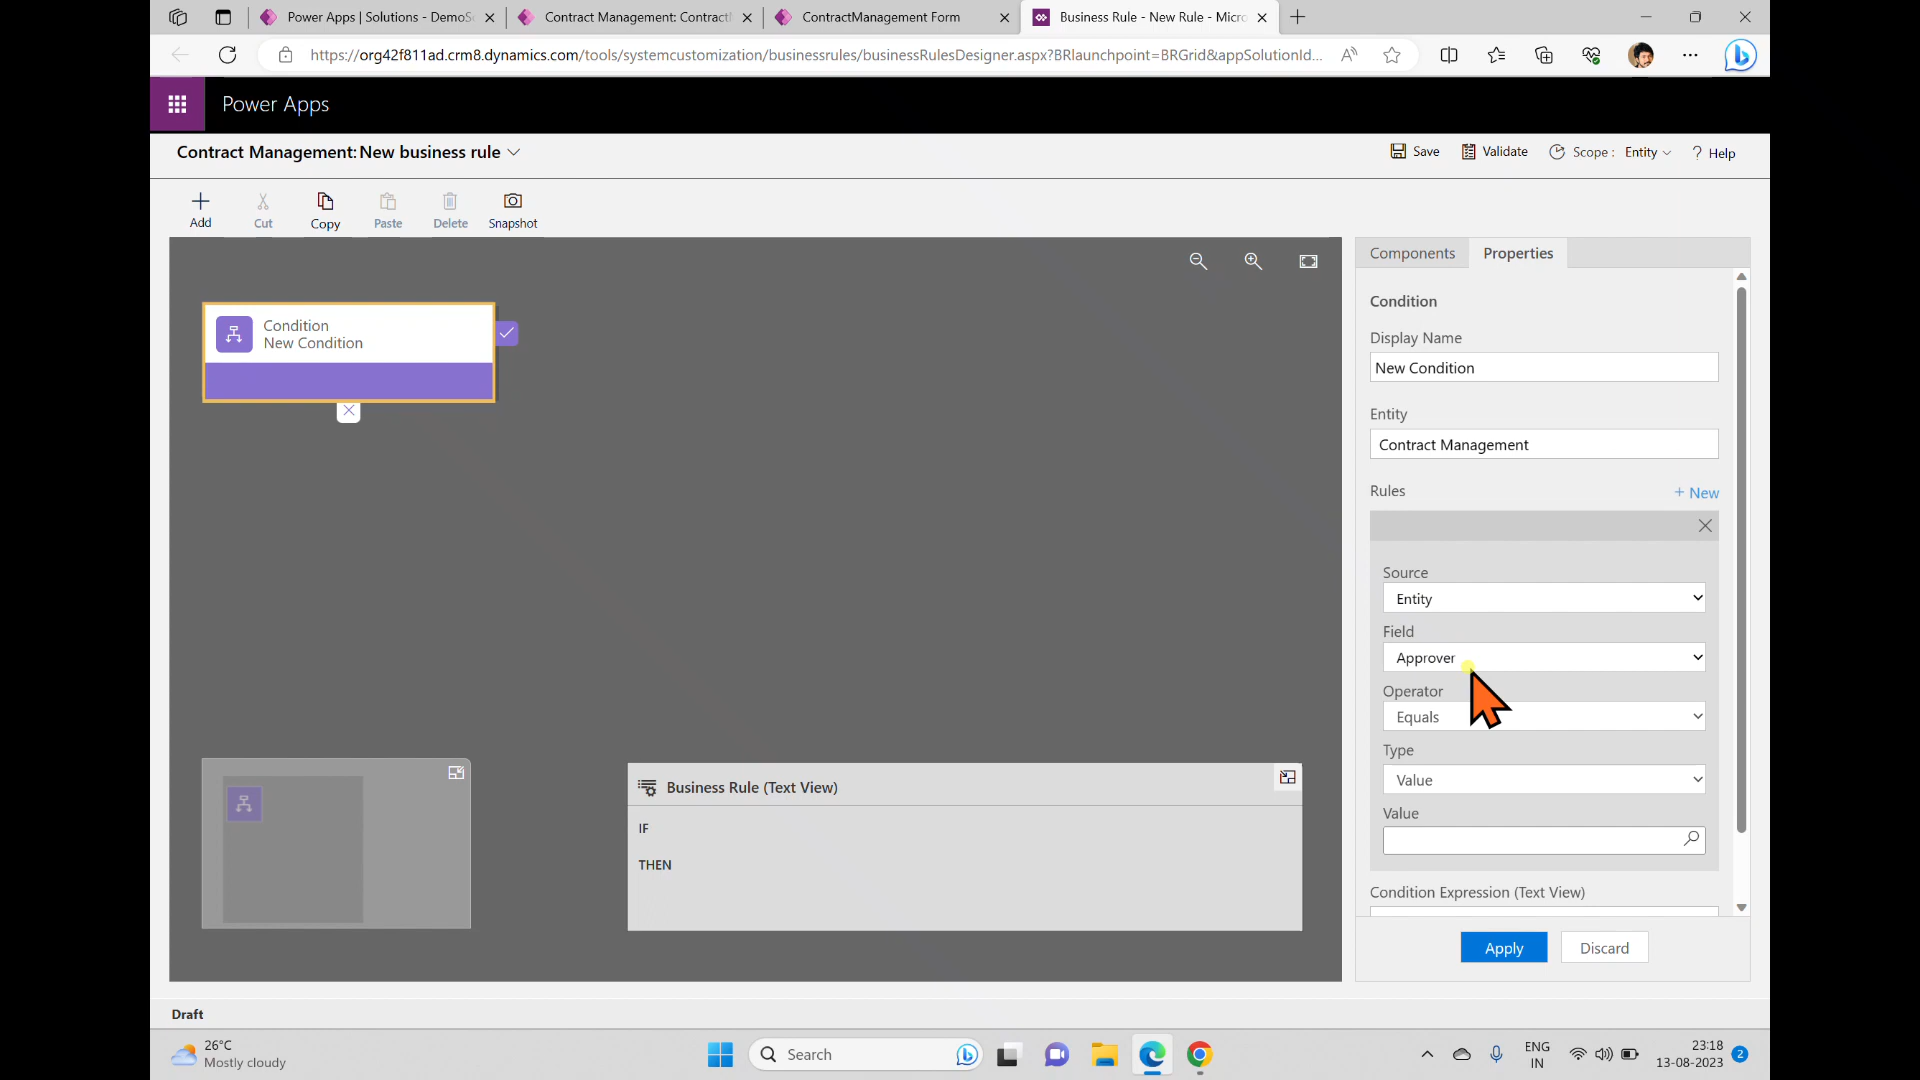 Power Apps | Solutions - DemoS
Contract Management: Contract
ContractManagement Form
Business Rule - New Rule - Micro
https://org42f811ad.crm8.dynamics.com/tools/systemcustomization/businessrules/businessRulesDesigner.aspx?BRlaunchpoint=BRGrid&appSolutionId...
Power Apps
Contract Management: New business rule
Save
Validate
Scope : Entity
? Help
Add
Cut
Copy
Paste
Delete
Snapshot
Components
Properties
Condition
New Condition
Condition
Display Name
New Condition
Entity
Contract Management
Rules
+ New
Source
Entity
Field
Approver
Operator
Equals
Type
Value
Value
Condition Expression (Text View)
Apply
Discard
Business Rule (Text View)
IF
THEN
Draft
26°C
Mostly cloudy
Search
ENG
IN
23:18
13-08-2023
2